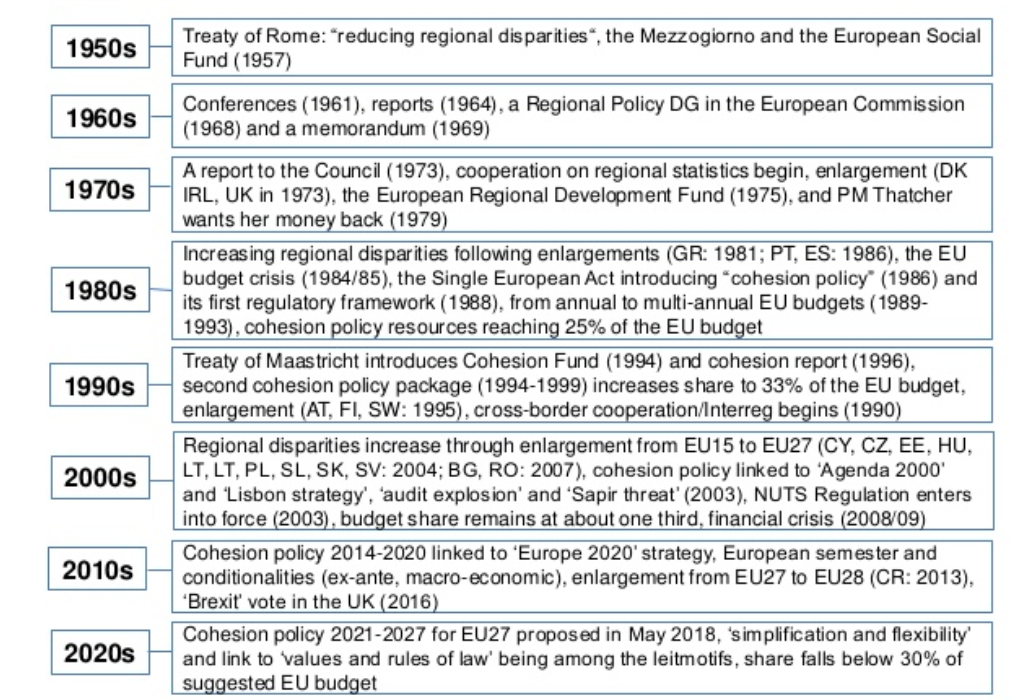 1950s
Treaty of Rome: “reducing regional disparities“, the Mezzogiorno and the European Social
Fund (1957)
1960s
Conferences (1961), reports (1964), a Regional Policy DG in the European Commission
(1968) and a memorandum (1969)
1970s
A report to the Council (1973), cooperation on regional statistics begin, enlargement (DK
IRL, UK in 1973), the European Regional Development Fund (1975), and PM Thatcher
wants her money back (1979)
1980s
Increasing regional disparities following enlargements (GR: 1981; PT, ES: 1986), the EU
budget crisis (1984/85), the Single European Act introducing “cohesion policy” (1986) and
its first regulatory framework (1988), from annual to multi-annual EU budgets (1989-
1993), cohesion policy resources reaching 25% of the EU budget
1990s
Treaty of Maastricht introduces Cohesion Fund (1994) and cohesion report (1996),
second cohesion policy package (1994-1999) increases share to 33% of the EU budget,
enlargement (AT, FI, SW: 1995), cross-border cooperation/Interreg begins (1990)
2000s
Regional disparities increase through enlargement from EU15 to EU27 (CY, CZ, EE, HU,
LT, LT, PL, SL, SK, SV: 2004; BG, RO: 2007), cohesion policy linked to ‘Agenda 2000’
and ‘Lisbon strategy’, ‘audit explosion’ and ‘Sapir threat’ (2003), NUTS Regulation enters
into force (2003), budget share remains at about one third, financial crisis (2008/09)
2010s
Cohesion policy 2014-2020 linked to ‘Europe 2020’ strategy, European semester and
conditionalities (ex-ante, macro-economic), enlargement from EU27 to EU28 (CR: 2013),
‘Brexit’ vote in the UK (2016)
2020s
Cohesion policy 2021-2027 for EU27 proposed in May 2018, ‘simplification and flexibility’
and link to ‘values and rules of law’ being among the leitmotifs, share falls below 30% of
suggested EU budget